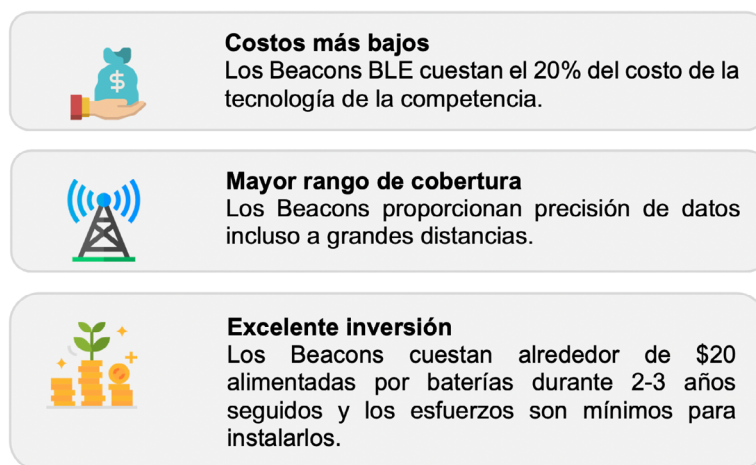 Costos más bajos
Los Beacons BLE cuestan el 20% del costo de la
tecnología de la competencia.
$
Mayor rango de cobertura
Los Beacons proporcionan precisión de datos
incluso a grandes distancias.
Excelente inversión
Los Beacons cuestan alrededor de $20
alimentadas por baterías durante 2-3 años
seguidos y los esfuerzos son mínimos para
instalarlos.